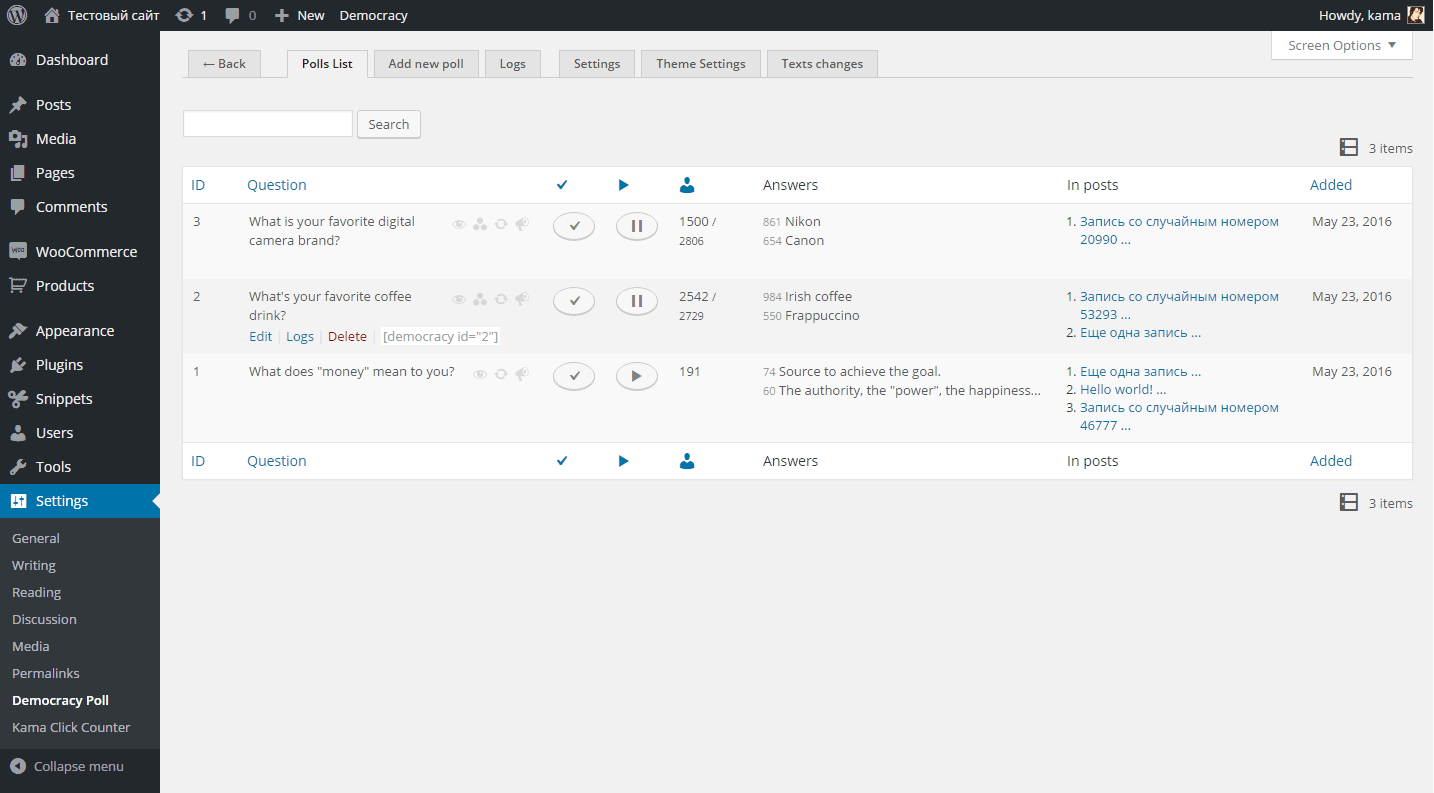 Тестовый сайт 1 0 New Democracy Howdy, kama
Screen Options
← Back Polls List Add new poll Logs Settings Theme Settings Texts changes
Dashboard
Posts
Media
Pages
Comments
WooCommerce
Products
Appearance
Plugins
Snippets
Users
Tools
Settings
General
Writing
Reading
Discussion
Media
Permalinks
Democracy Poll
Kama Click Counter
Collapse menu
Search
3 items
ID Question Answers In posts Added
3 What is your favorite digital 1500 / 861 Nikon 1. Запись со случайным номером May 23, 2016
camera brand? 2806 654 Canon 20990 ...
2 What's your favorite coffee 2542 / 984 Irish coffee 1. Запись со случайным номером May 23, 2016
drink? 2729 550 Frappuccino 53293 ...
Edit | Logs | Delete | [democracy id="2"] 2. Еще одна запись ...
1 What does "money" mean to you? 191 74 Source to achieve the goal. 1. Еще одна запись ... May 23, 2016
60 The authority, the "power", the happiness... 2. Hello world! ...
3. Запись со случайным номером
46777 ...
ID Question Answers In posts Added
3 items